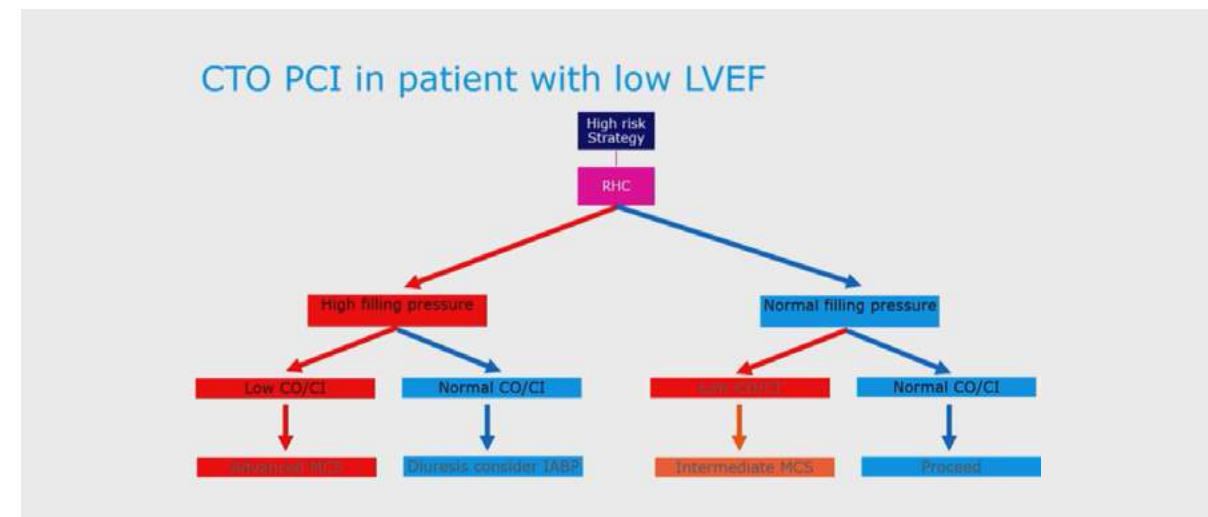 CTO PCI in patient with low LVEF
High risk
Strategy
RHC
High filling pressure
Normal filling pressure
Low CO/CI
Normal CO/CI
Low CO/CI
Normal CO/CI
Advanced MCS
Diuresis consider IABP
Intermediate MCS
Proceed